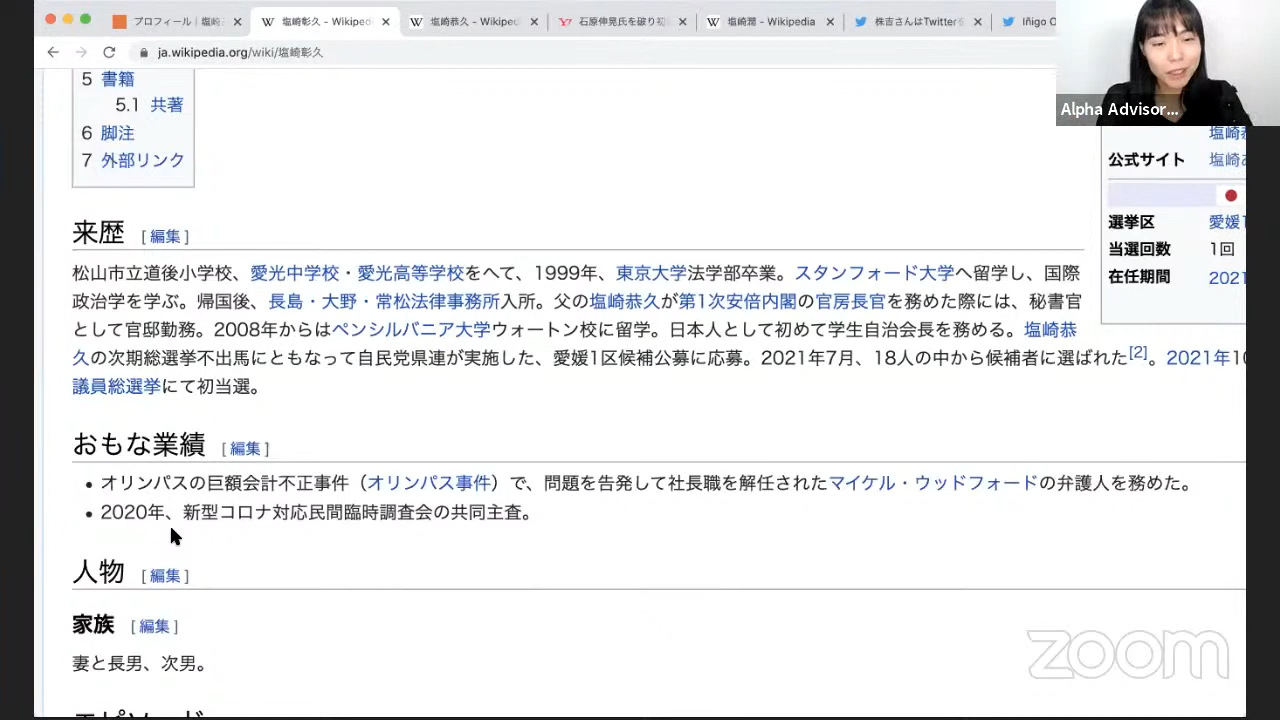 プロフィール | 塩崎
塩崎彰久 - Wikiped
塩崎恭久 - Wikiped
石原伸晃氏を破り初
塩崎潤 - Wikipedia
株吉さんはTwitter
Iñigo
ja.wikipedia.org/wiki/塩崎彰久
Alpha Advisor...
5 書籍
5.1 共著
6 脚注
7 外部リンク
塩崎
公式サイト 塩崎
選挙区 愛媛
当選回数 1回
在任期間 2021
来歴 [編集]
松山市立道後小学校、愛光中学校・愛光高等学校をへて、1999年、東京大学法学部卒業。スタンフォード大学へ留学し、国際
政治学を学ぶ。帰国後、長島・大野・常松法律事務所入所。父の塩崎恭久が第1次安倍内閣の官房長官を務めた際には、秘書官
として官邸勤務。2008年からはペンシルバニア大学ウォートン校に留学。日本人として初めて学生自治会長を務める。塩崎恭
久の次期総選挙不出馬にともなって自民党県連が実施した、愛媛1区候補公募に応募。2021年7月、18人の中から候補者に選ばれた[2]。2021年10
議員総選挙にて初当選。
おもな業績 [編集]
• オリンパスの巨額会計不正事件（オリンパス事件）で、問題を告発して社長職を解任されたマイケル・ウッドフォードの弁護人を務めた。
• 2020年、新型コロナ対応民間臨時調査会の共同主査。
人物 [編集]
家族 [編集]
妻と長男、次男。
エピソード
zoom